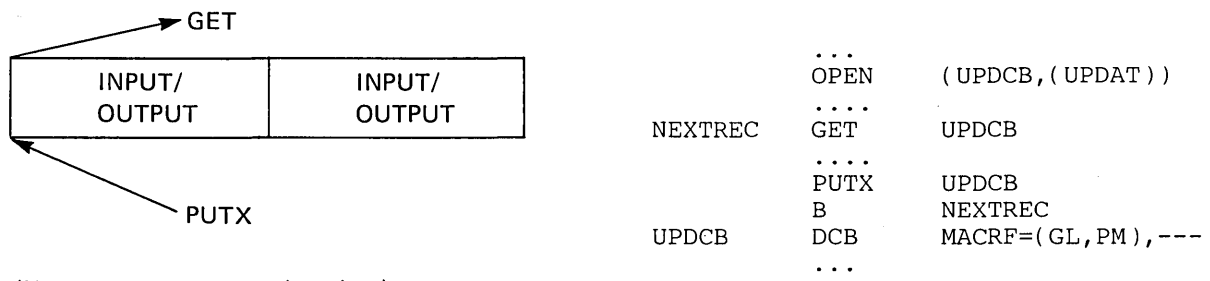 GET
INPUT/ INPUT/
OUTPUT OUTPUT
PUTX
...
OPEN (UPDCB,(UPDAT))
....
NEXTREC GET UPDCB
....
PUTX UPDCB
B NEXTREC
UPDCB DCB MACRF=(GL,PM),---
...